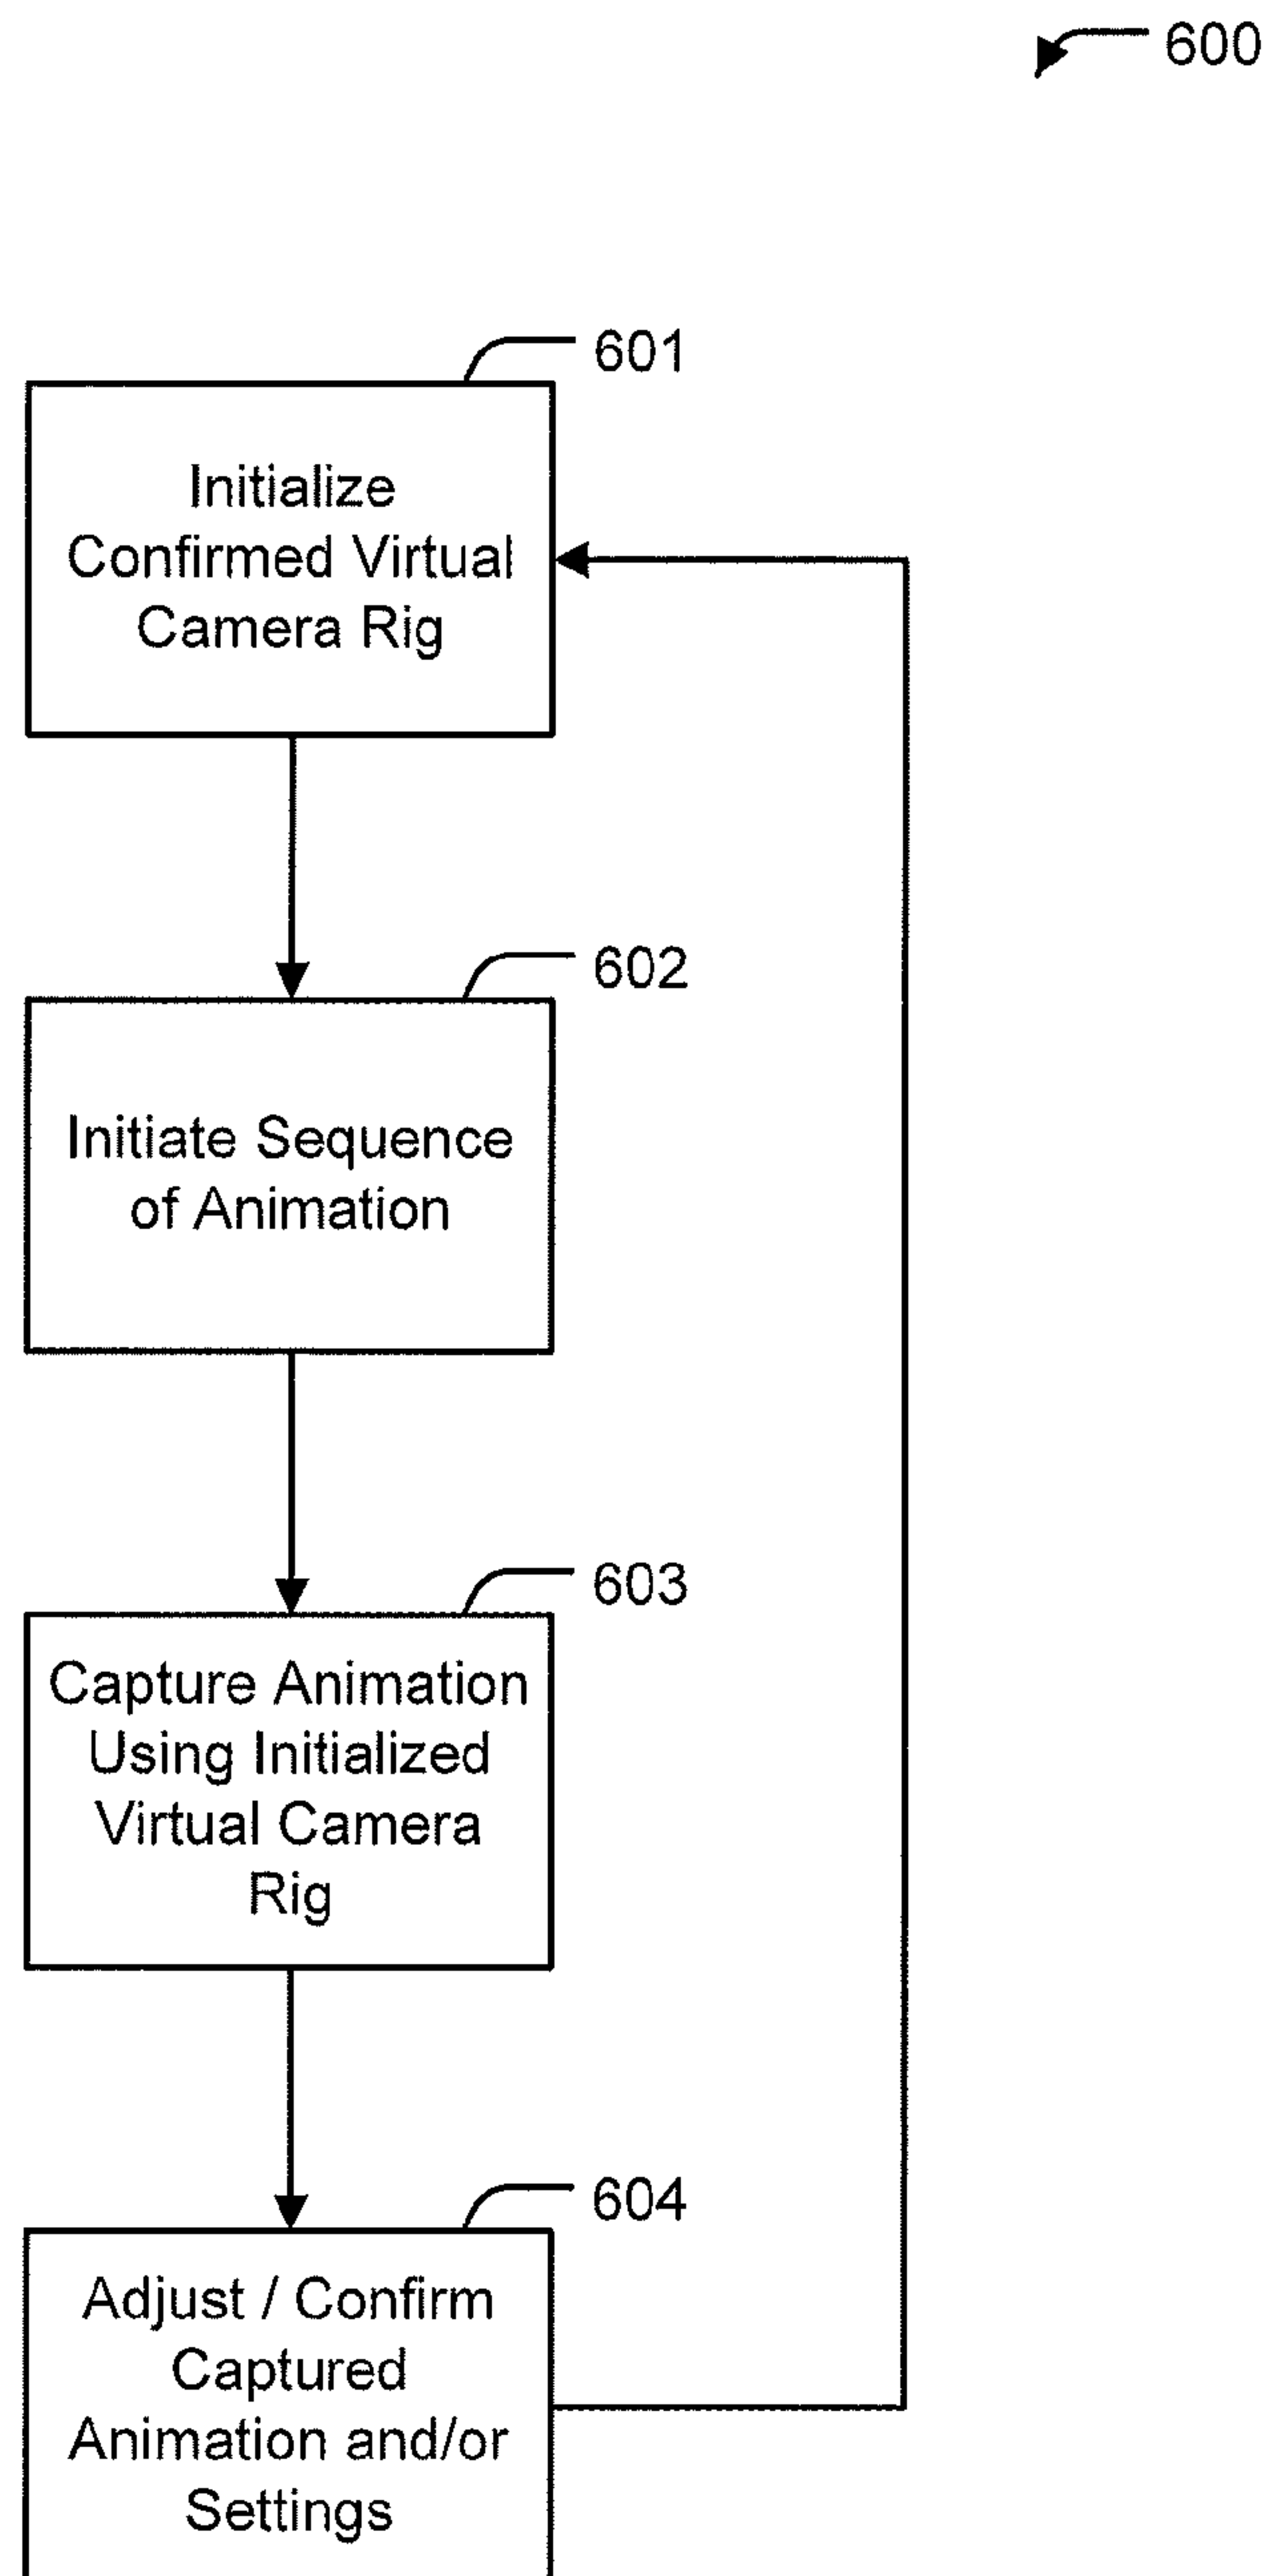 600
601
Initialize
Confirmed Virtual
Camera Rig
602
Initiate Sequence
of Animation
603
Capture Animation
Using Initialized
Virtual Camera
Rig
604
Adjust / Confirm
Captured
Animation and/or
Settings